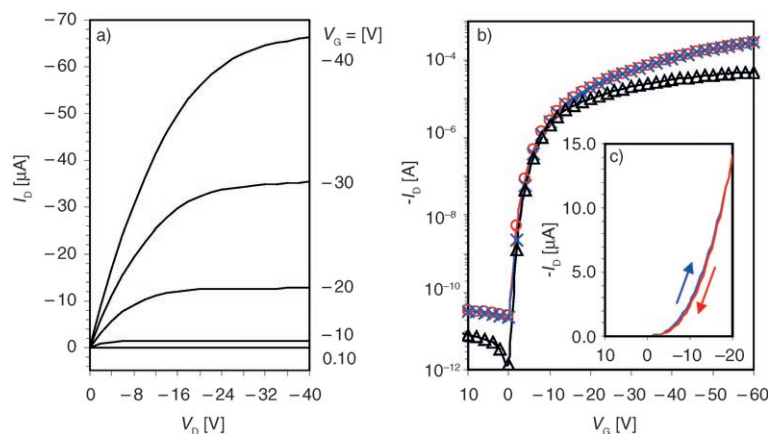 a)
V_G = [V]
-70
-60
-50
-40
-30
-20
-10
0
I_D [µA]
−40
−30
−20
−10
0.10
0 −8 −16 −24 −32 −40
V_D [V]
b)
10^−4
10^−6
10^−8
10^−10
10^−12
-I_D [A]
10 0 −10 −20 −30 −40 −50 −60
V_G [V]
c)
15.0
10.0
5.0
0.0
-I_D [µA]
10 0 −10 −20